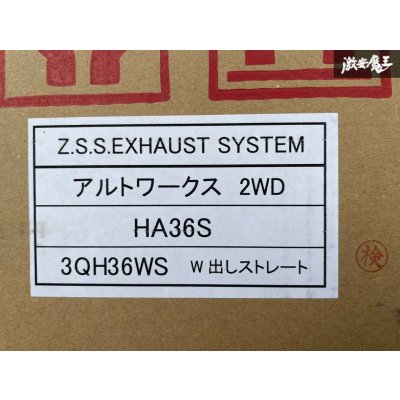 激安魔王
Z.S.S.EXHAUST SYSTEM
アルトワークス 2WD
HA36S
3QH36WS W出しストレート
検